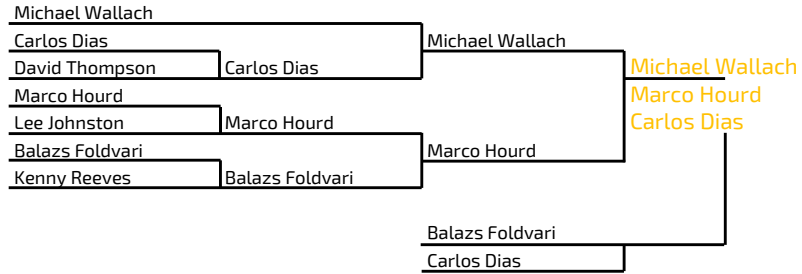 Michael Wallach
Carlos Dias
David Thompson
Marco Hourd
Lee Johnston
Balazs Foldvari
Kenny Reeves
Carlos Dias
Marco Hourd
Balazs Foldvari
Michael Wallach
Marco Hourd
Balazs Foldvari
Carlos Dias
Michael Wallach
Marco Hourd
Carlos Dias